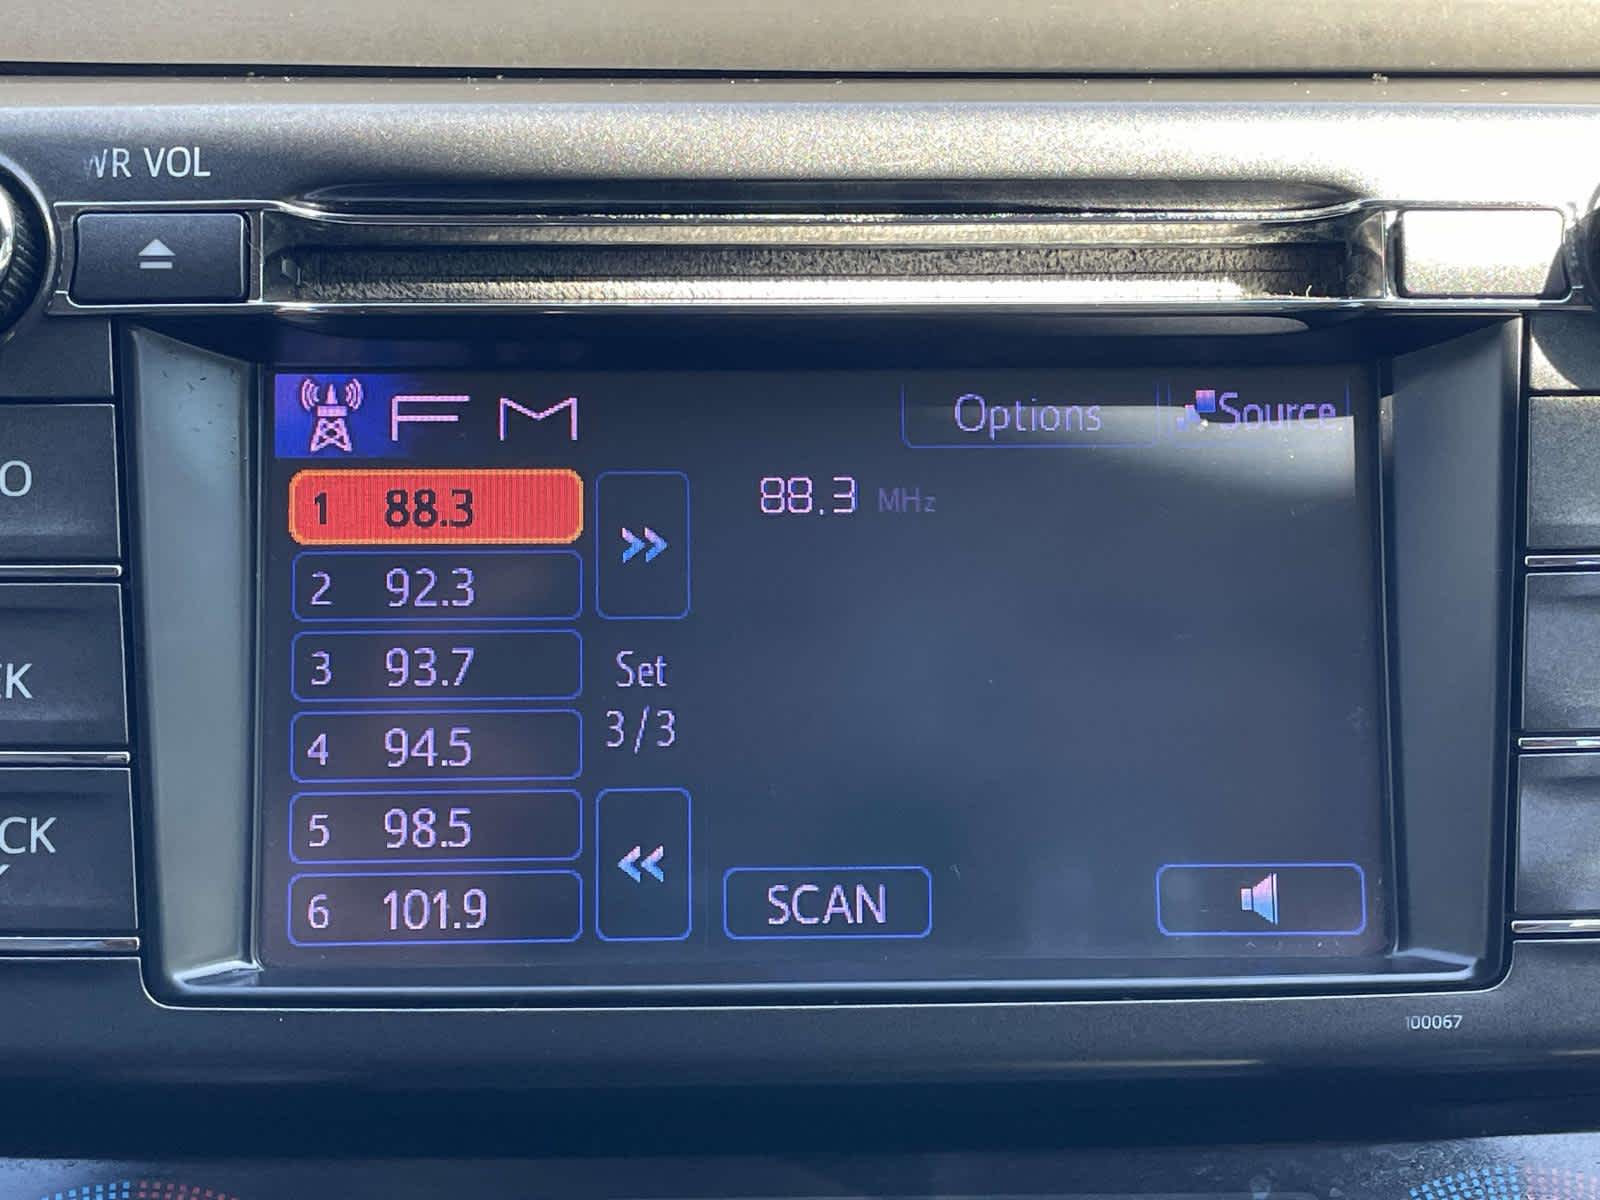 VOL
FM
Options
Source
1 88.3
88.3 MHz
2 92.3
3 93.7
Set
3/3
4 94.5
5 98.5
6 101.9
SCAN
100067